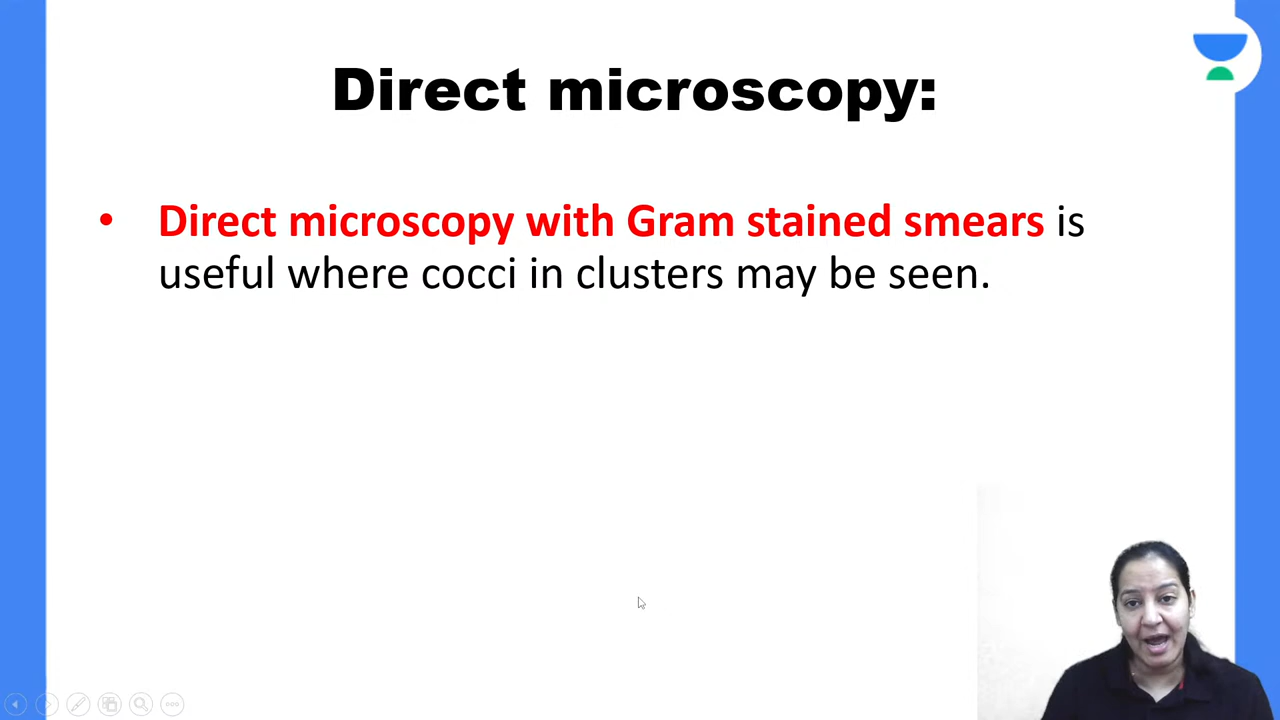 Direct microscopy:
• Direct microscopy with Gram stained smears is
useful where cocci in clusters may be seen.